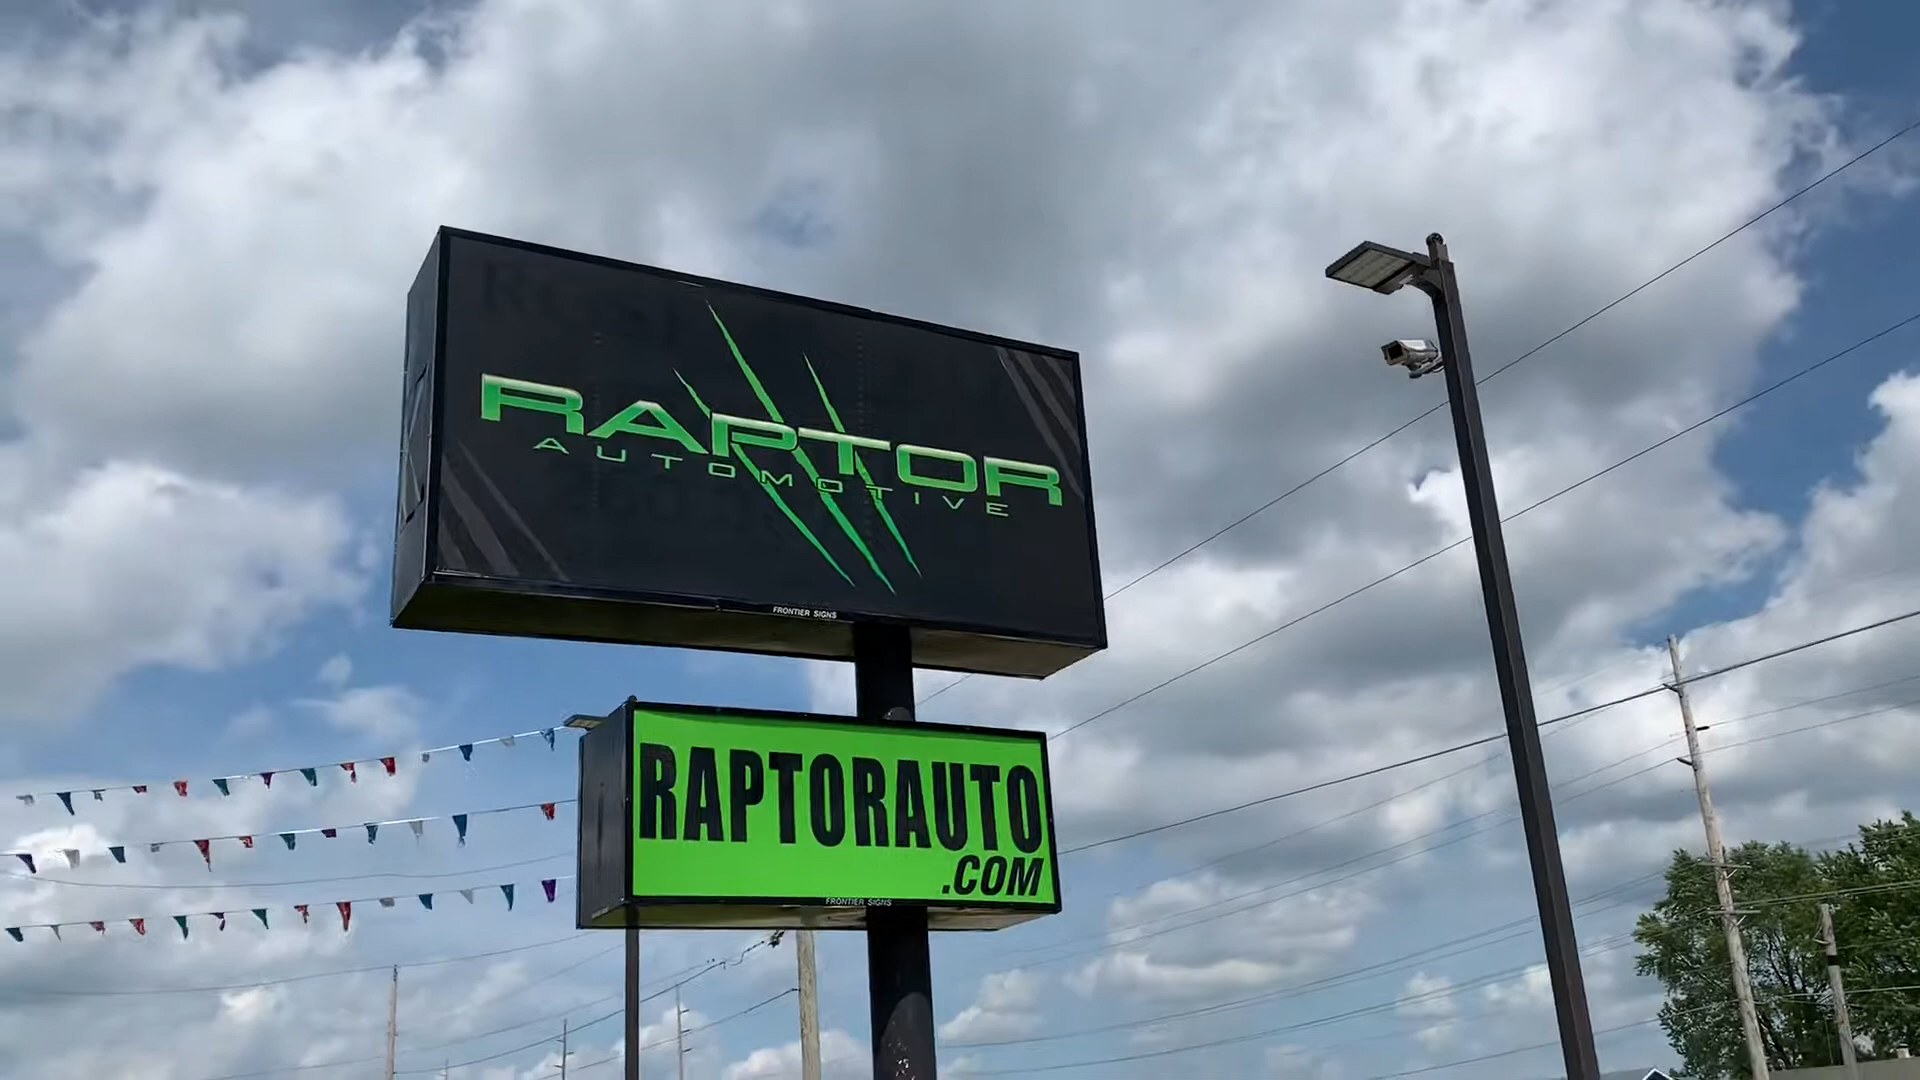 RAPTOR
AUTOMOTIVE
FRONTIER SIGNS
RAPTORAUTO
.COM
FRONTIER SIGNS